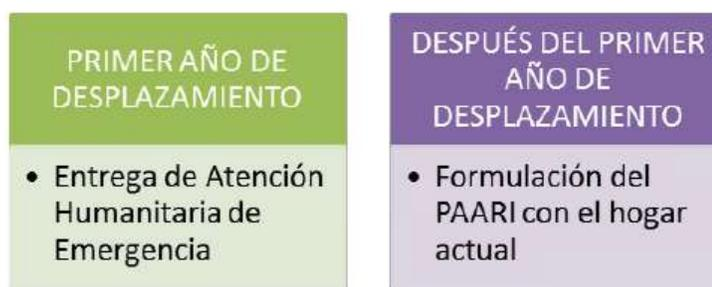 PRIMER AÑO DE
DESPLAZAMIENTO
• Entrega de Atención
Humanitaria de
Emergencia
DESPUÉS DEL PRIMER
AÑO DE
DESPLAZAMIENTO
• Formulación del
PAARI con el hogar
actual